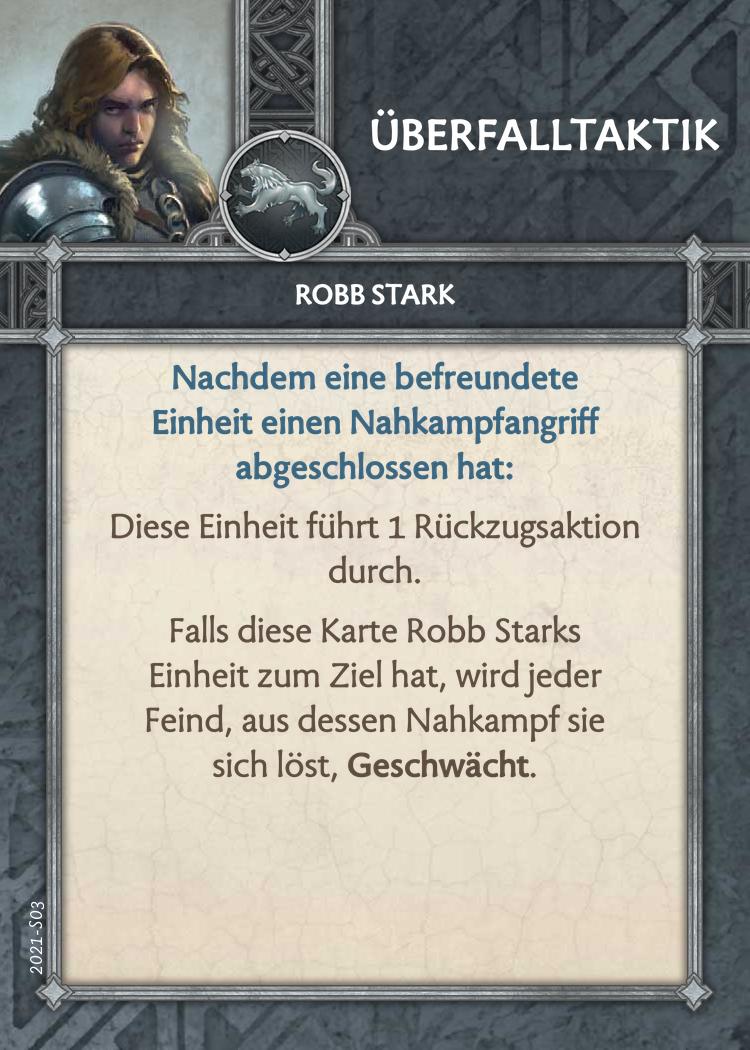 ÜBERFALLTAKTIK
ROBB STARK
Nachdem eine befreundete
Einheit einen Nahkampfangriff
abgeschlossen hat:
Diese Einheit führt 1 Rückzugsaktion
durch.
Falls diese Karte Robb Starks
Einheit zum Ziel hat, wird jeder
Feind, aus dessen Nahkampf sie
sich löst, Geschwächt.
2021-S03